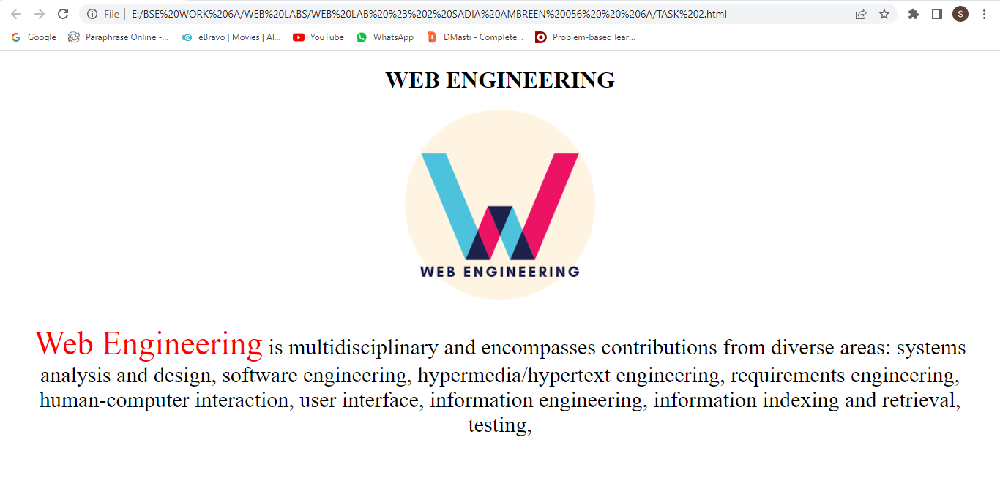 File | E:/BSE%20WORK%206A/WEB%20LABS/WEB%20LAB%20%23%202%20SADIA%20AMBREEN%20056%20%20%206A/TASK%202.html S
Google Paraphrase Online -... eBravo | Movies | Al... YouTube WhatsApp DMasti - Complete... Problem-based lear...
WEB ENGINEERING
WEB ENGINEERING
Web Engineering is multidisciplinary and encompasses contributions from diverse areas: systems
analysis and design, software engineering, hypermedia/hypertext engineering, requirements engineering,
human-computer interaction, user interface, information engineering, information indexing and retrieval,
testing,